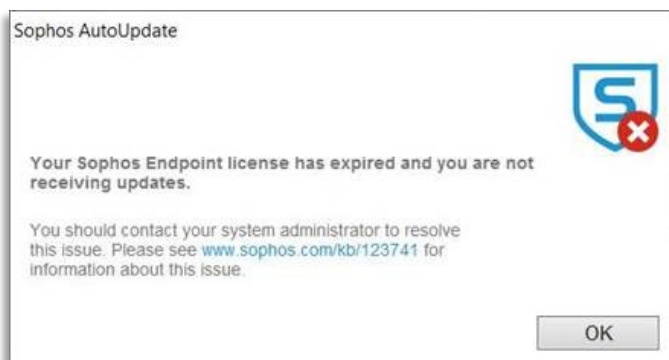 Sophos AutoUpdate
S
Your Sophos Endpoint license has expired and you are not
receiving updates.
You should contact your system administrator to resolve
this issue. Please see www.sophos.com/kb/123741 for
information about this issue.
OK